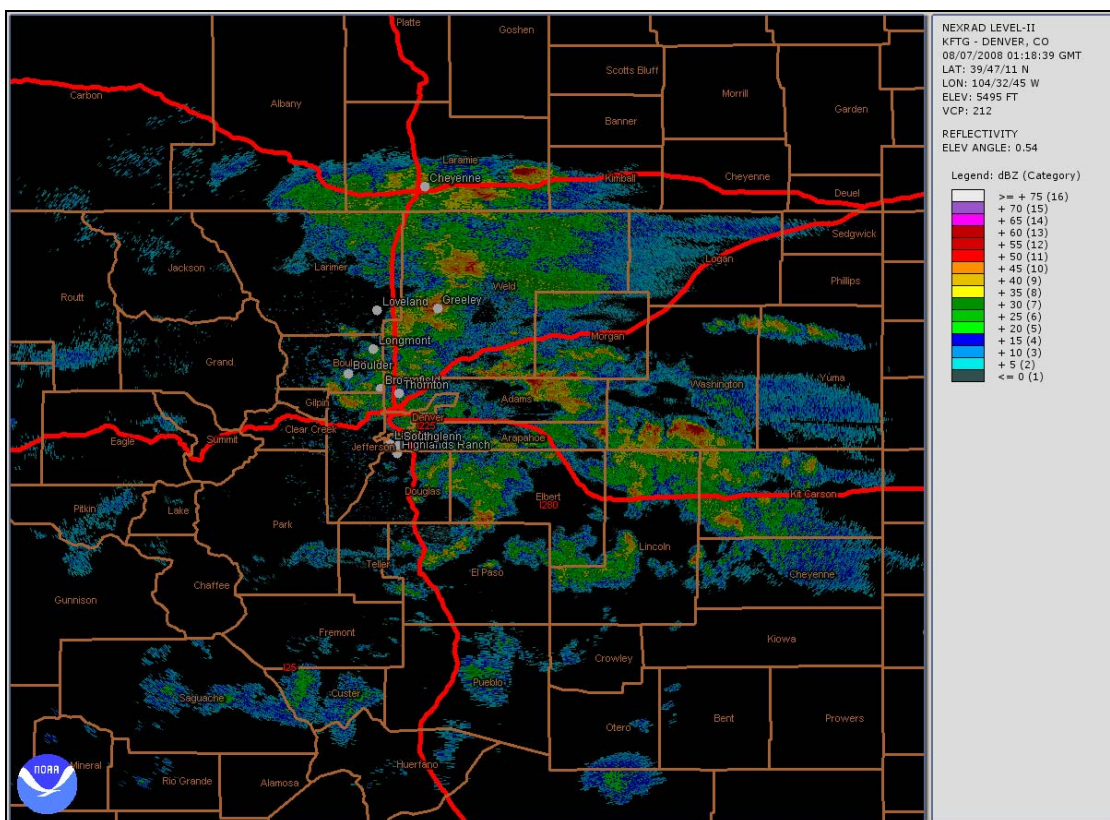 Platte
Goshen
Carbon
Albany
Scotts Bluff
Morrill
Garden
Banner
Laramie
Cheyenne
Kimball
Cheyenne
Deuel
Sedgwick
Jackson
Larimer
Logan
Phillips
Routt
Weld
Loveland
Greeley
Morgan
Longmont
Grand
Boulder
Washington
Yuma
Thornton
Gilpin
Adams
Denver
I225
Eagle
Summit
Clear Creek
Arapahoe
Southglenn
Jefferson
Highlands Ranch
Douglas
Elbert
I280
Kit Carson
Pitkin
Lake
Park
Lincoln
Teller
El Paso
Cheyenne
Chaffee
Gunnison
Fremont
Kiowa
Crowley
I25
Saguache
Custer
Pueblo
Otero
Bent
Prowers
Huerfano
NOAA
Mineral
Rio Grande
Alamosa
NEXRAD LEVEL-II
KFTG - DENVER, CO
08/07/2008 01:18:39 GMT
LAT: 39/47/11 N
LON: 104/32/45 W
ELEV: 5495 FT
VCP: 212
REFLECTIVITY
ELEV ANGLE: 0.54
Legend: dBZ (Category)
>= + 75 (16)
+ 70 (15)
+ 65 (14)
+ 60 (13)
+ 55 (12)
+ 50 (11)
+ 45 (10)
+ 40 (9)
+ 35 (8)
+ 30 (7)
+ 25 (6)
+ 20 (5)
+ 15 (4)
+ 10 (3)
+ 5 (2)
<= 0 (1)